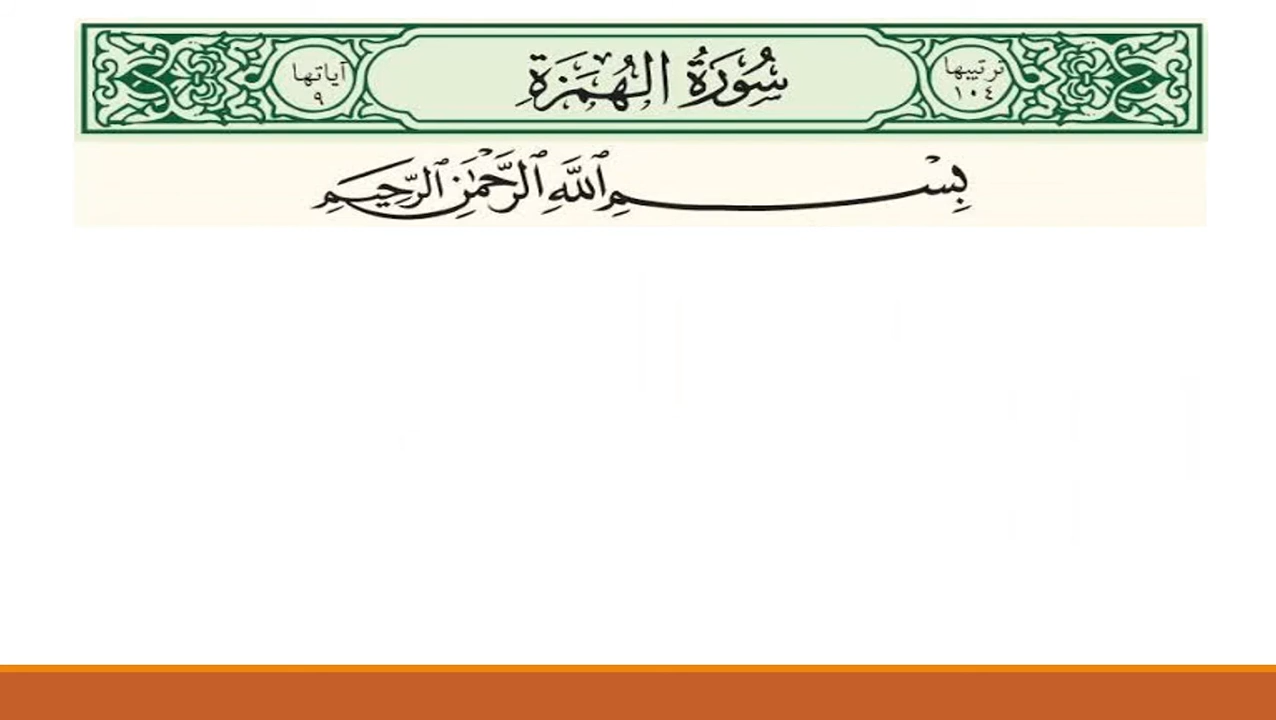 ترتيبها
١٠٤
سُورَةُ الهُمَزَةِ
آياتها
٩
بِسْمِ ٱللَّهِ ٱلرَّحْمَٰنِ ٱلرَّحِيمِ